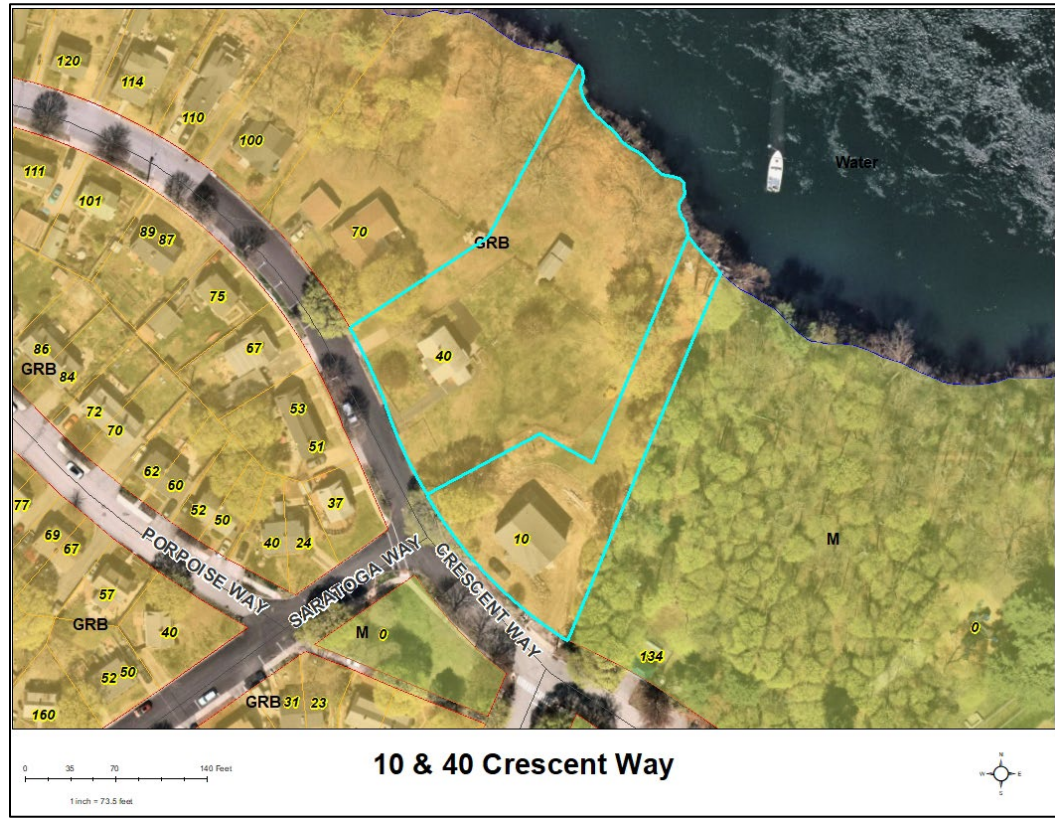 120
114
110
100
111
101
89
87
70
GRB
Water
75
67
40
86
GRB
84
72
70
53
51
62
60
52
50
37
77
69
67
40
24
10
M
PORPOISE WAY
SARATOGA WAY
CRESCENT WAY
57
GRB
40
M 0
0
134
52
50
160
GRB
31
23
10 & 40 Crescent Way
0 35 70 140 Feet
1 inch = 73.5 feet
N
W E
S